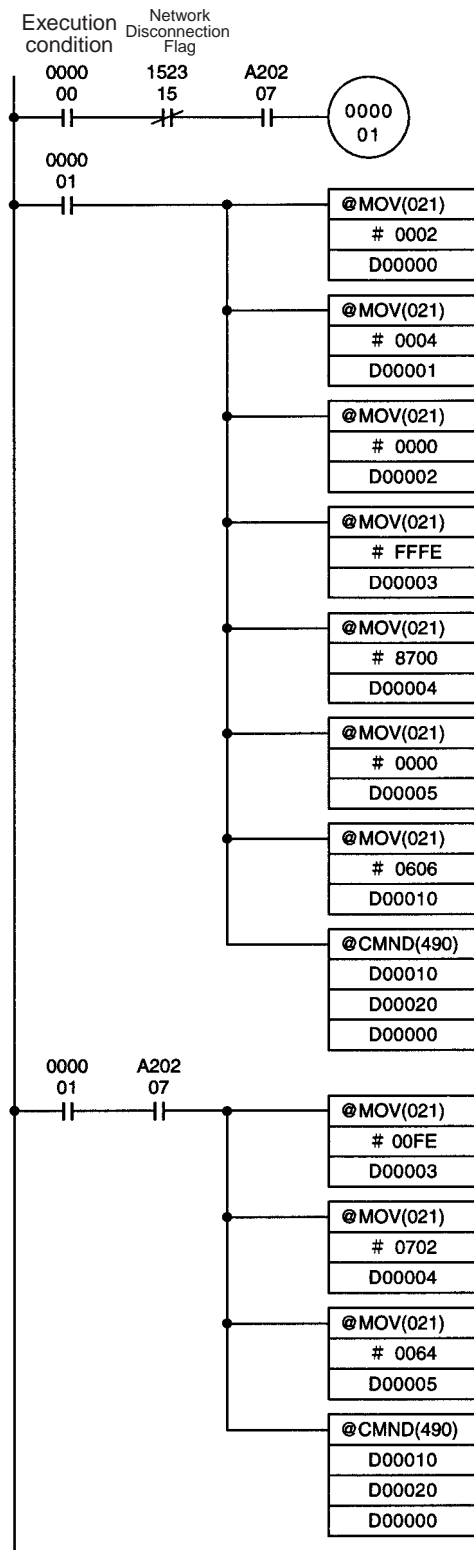 Execution condition Network Disconnection Flag
0000 1523 A202
00 15 07
0000
01
0000
01
@MOV(021)
# 0002
D00000
@MOV(021)
# 0004
D00001
@MOV(021)
# 0000
D00002
@MOV(021)
# FFFE
D00003
@MOV(021)
# 8700
D00004
@MOV(021)
# 0000
D00005
@MOV(021)
# 0606
D00010
@CMND(490)
D00010
D00020
D00000
0000 A202
01 07
@MOV(021)
# 00FE
D00003
@MOV(021)
# 0702
D00004
@MOV(021)
# 0064
D00005
@CMND(490)
D00010
D00020
D00000